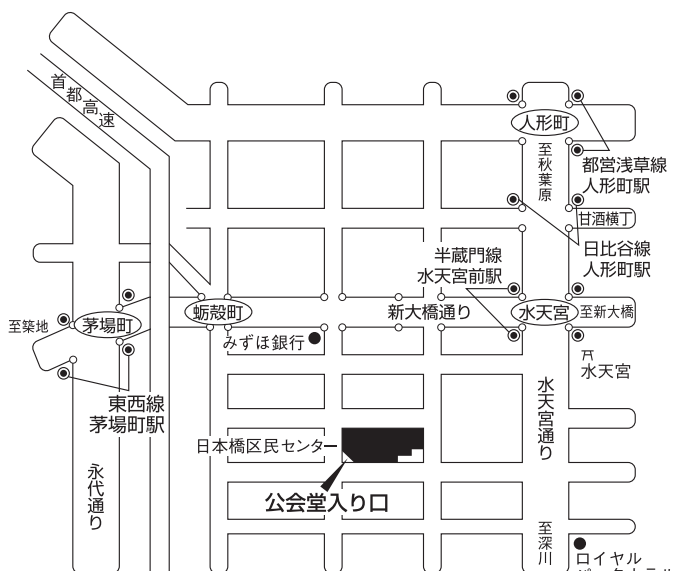 首都高速
人形町
至秋葉原
都営浅草線
人形町駅
甘酒横丁
日比谷線
人形町駅
半蔵門線
水天宮前駅
至築地
茅場町
蛎殻町
新大橋通り
水天宮
至新大橋
みずほ銀行
水天宮
東西線
茅場町駅
水天宮通り
日本橋区民センター
永代通り
公会堂入り口
至深川
ロイヤル